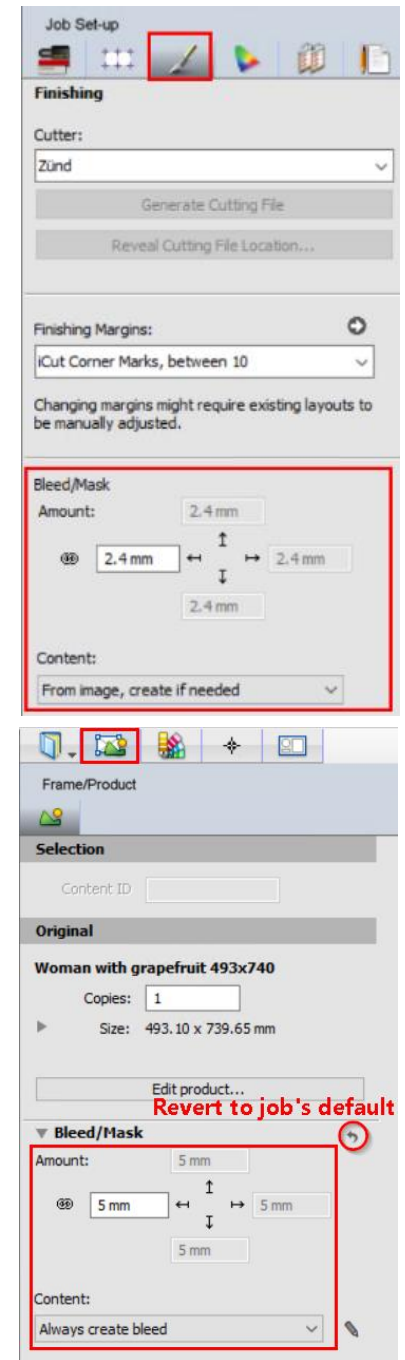 Job Set-up
Finishing
Cutter:
Zünd
Generate Cutting File
Reveal Cutting File Location...
Finishing Margins:
iCut Corner Marks, between 10
Changing margins might require existing layouts to
be manually adjusted.
Bleed/Mask
Amount: 2.4 mm
2.4 mm 2.4 mm
2.4 mm
Content:
From image, create if needed
Frame/Product
Selection
Content ID
Original
Woman with grapefruit 493x740
Copies: 1
Size: 493.10 x 739.65 mm
Edit product...
Revert to job's default
Bleed/Mask
Amount: 5 mm
5 mm 5 mm
5 mm
Content:
Always create bleed